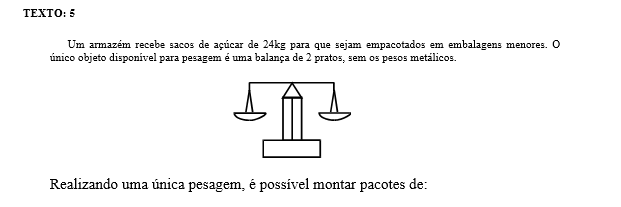 TEXTO: 5
Um armazém recebe sacos de açúcar de 24kg para que sejam empacotados em embalagens menores. O
único objeto disponível para pesagem é uma balança de 2 pratos, sem os pesos metálicos.
Realizando uma única pesagem, é possível montar pacotes de: